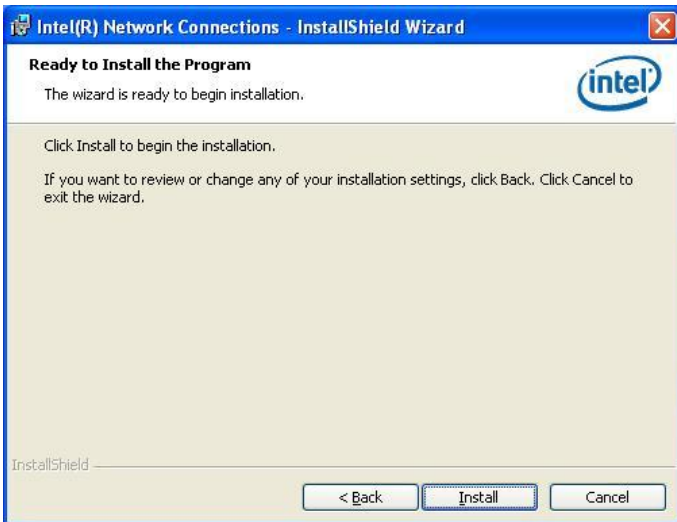 Intel(R) Network Connections - InstallShield Wizard
Ready to Install the Program
The wizard is ready to begin installation.
intel
Click Install to begin the installation.
If you want to review or change any of your installation settings, click Back. Click Cancel to
exit the wizard.
InstallShield
< Back
Install
Cancel